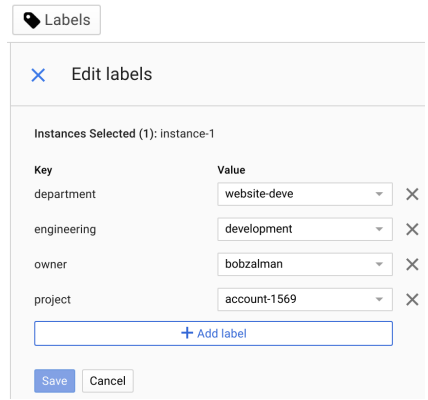 Labels
Edit labels
Instances Selected (1): instance-1
Key Value
department website-deve
engineering development
owner bobzalman
project account-1569
+ Add label
Save Cancel